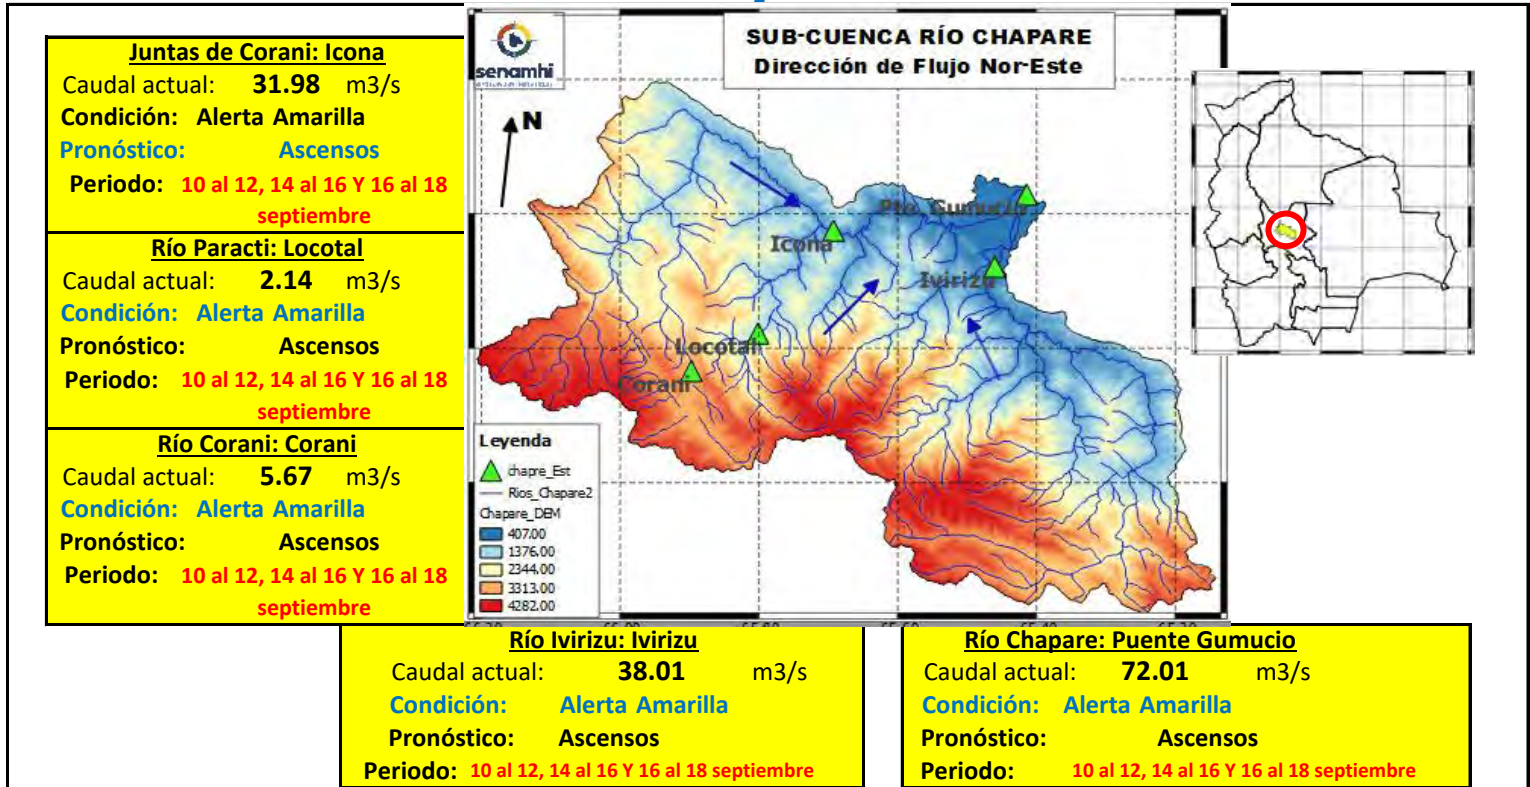 Juntas de Corani: Icona
Caudal actual: 31.98 m3/s
Condición: Alerta Amarilla
Pronóstico: Ascensos
Periodo: 10 al 12, 14 al 16 Y 16 al 18
septiembre
Río Paracti: Locotal
Caudal actual: 2.14 m3/s
Condición: Alerta Amarilla
Pronóstico: Ascensos
Periodo: 10 al 12, 14 al 16 Y 16 al 18
septiembre
Río Corani: Corani
Caudal actual: 5.67 m3/s
Condición: Alerta Amarilla
Pronóstico: Ascensos
Periodo: 10 al 12, 14 al 16 Y 16 al 18
septiembre
senamhi
SUB-CUENCA RÍO CHAPARE
Dirección de Flujo Nor-Este
N
Pte. Gumucio
Icona
Ivirizu
Locotal
Corani
Leyenda
chapre_Est
Rios_Chapare2
Chapare_DEM
407.00
1376.00
2344.00
3313.00
4282.00
Río Ivirizu: Ivirizu
Caudal actual: 38.01 m3/s
Condición: Alerta Amarilla
Pronóstico: Ascensos
Periodo: 10 al 12, 14 al 16 Y 16 al 18 septiembre
Río Chapare: Puente Gumucio
Caudal actual: 72.01 m3/s
Condición: Alerta Amarilla
Pronóstico: Ascensos
Periodo: 10 al 12, 14 al 16 Y 16 al 18 septiembre